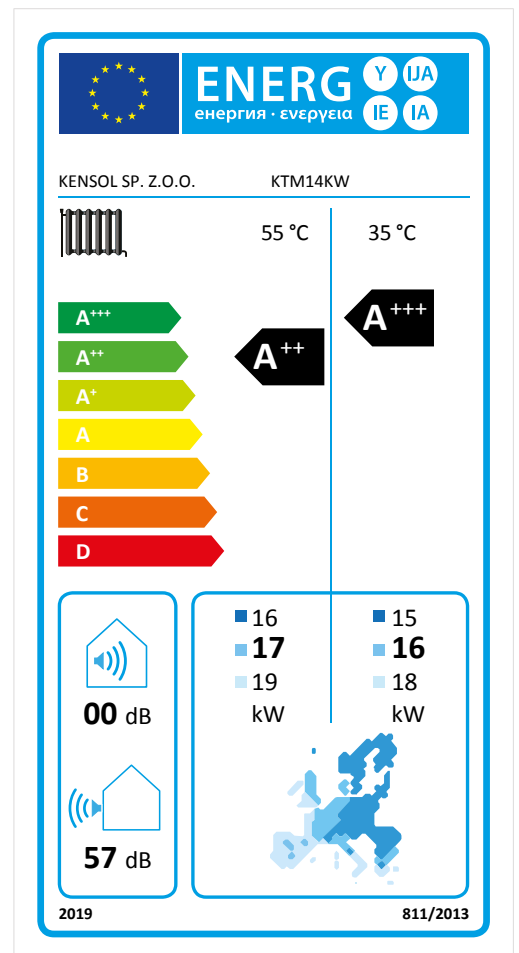 ENERG Y IJA
енергия · ενεργεια IE IA
KENSOL SP. Z.O.O. KTM14KW
55 °C 35 °C
A+++ A+++
A++ A++
A+
A
B
C
D
16 15
17 16
19 18
kW kW
00 dB
57 dB
2019 811/2013